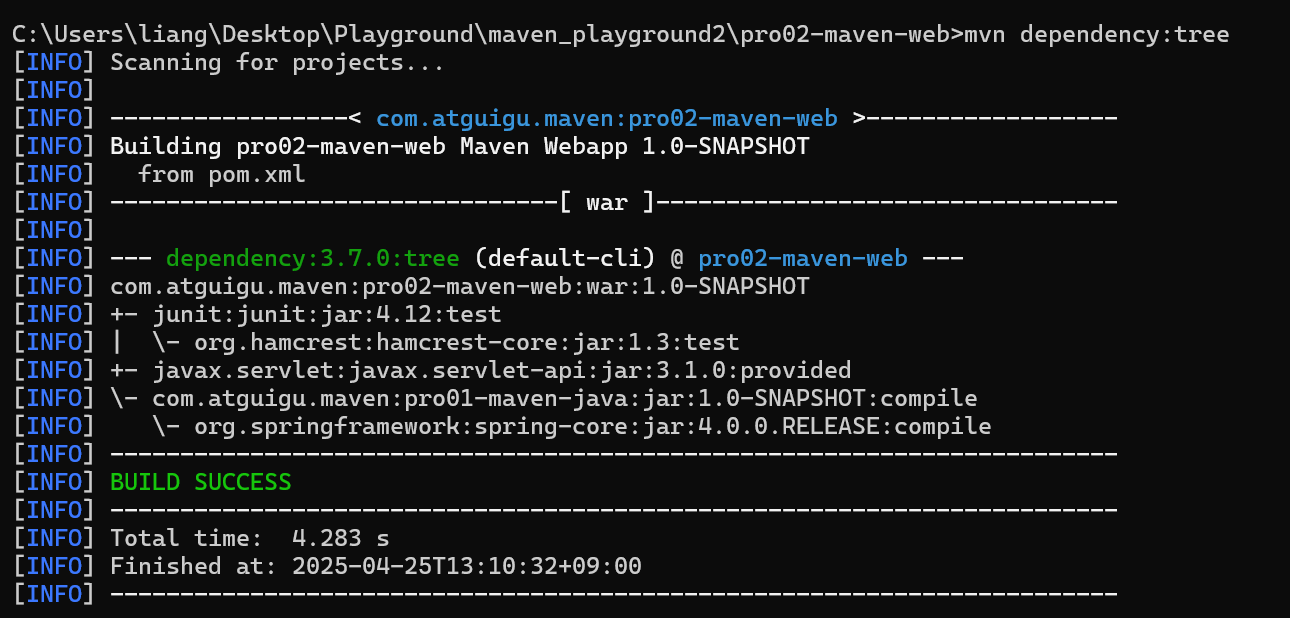 C:\Users\liang\Desktop\Playground\maven_playground2\pro02-maven-web>mvn dependency:tree
[INFO] Scanning for projects...
[INFO]
[INFO] -----------------< com.atguigu.maven:pro02-maven-web >------------------
[INFO] Building pro02-maven-web Maven Webapp 1.0-SNAPSHOT
[INFO]   from pom.xml
[INFO] --------------------------------[ war ]---------------------------------
[INFO]
[INFO] --- dependency:3.7.0:tree (default-cli) @ pro02-maven-web ---
[INFO] com.atguigu.maven:pro02-maven-web:war:1.0-SNAPSHOT
[INFO] +- junit:junit:jar:4.12:test
[INFO] |  \- org.hamcrest:hamcrest-core:jar:1.3:test
[INFO] +- javax.servlet:javax.servlet-api:jar:3.1.0:provided
[INFO] \- com.atguigu.maven:pro01-maven-java:jar:1.0-SNAPSHOT:compile
[INFO]    \- org.springframework:spring-core:jar:4.0.0.RELEASE:compile
[INFO] ------------------------------------------------------------------------
[INFO] BUILD SUCCESS
[INFO] ------------------------------------------------------------------------
[INFO] Total time:  4.283 s
[INFO] Finished at: 2025-04-25T13:10:32+09:00
[INFO] ------------------------------------------------------------------------